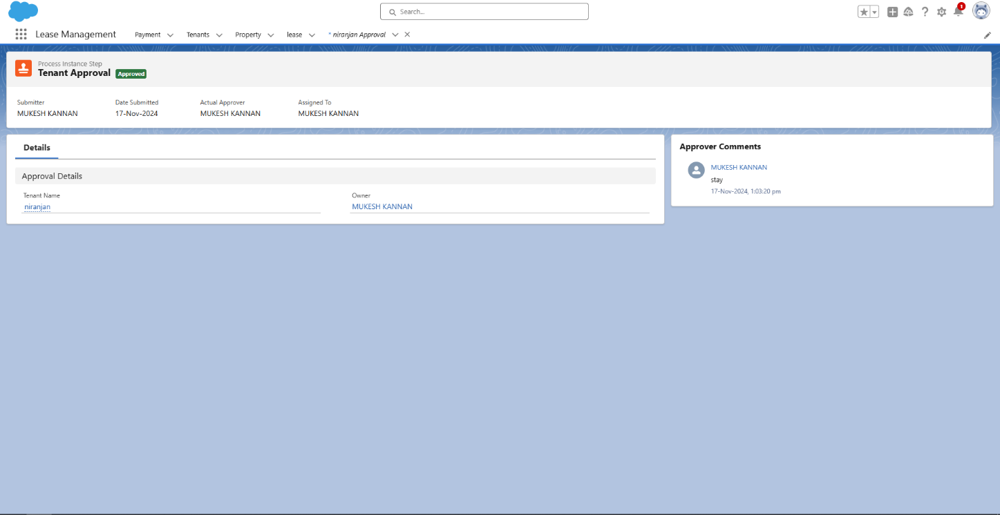 Search...
1
Lease Management
Payment
Tenants
Property
lease
* niranjan Approval
Process Instance Step
Tenant Approval Approved
Submitter
MUKESH KANNAN
Date Submitted
17-Nov-2024
Actual Approver
MUKESH KANNAN
Assigned To
MUKESH KANNAN
Details
Approval Details
Tenant Name
niranjan
Owner
MUKESH KANNAN
Approver Comments
MUKESH KANNAN
stay
17-Nov-2024, 1:03:20 pm